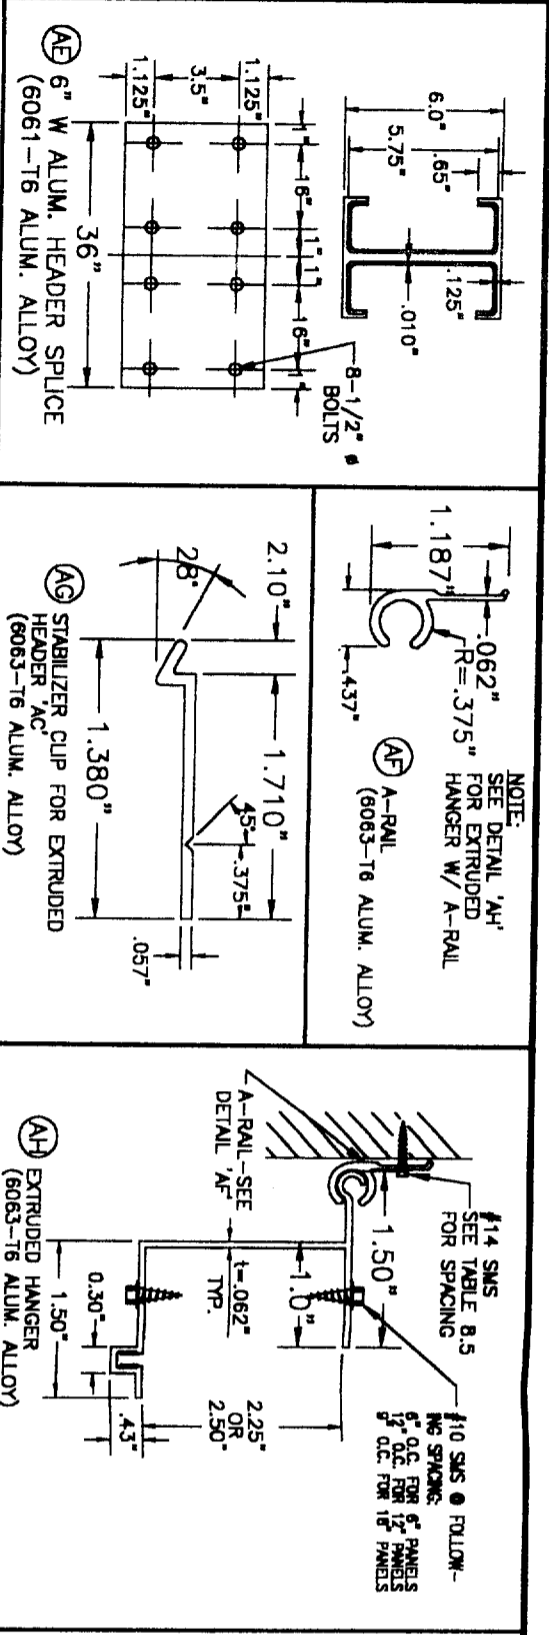 6.0"
5.75"
.65"
.125"
.010"
1.125"
3.5"
1.125"
1"
16"
1"
1"
16"
1"
8-1/2" ø
BOLTS
36"
AE 6" W ALUM. HEADER SPLICE
(6061-T6 ALUM. ALLOY)
NOTE:
SEE DETAIL 'AH'
FOR EXTRUDED
HANGER W/ A-RAIL
1.187"
.062"
R=.375"
.437"
AF A-RAIL
(6063-T6 ALUM. ALLOY)
2.10"
1.710"
28°
45°
.375"
1.380"
.057"
AG STABILIZER CLIP FOR EXTRUDED
HEADER 'AC'
(6063-T6 ALUM. ALLOY)
#14 SMS
SEE TABLE 8.5
FOR SPACING
#10 SMS @ FOLLOW-
ING SPACING:
6" O.C. FOR 6" PANELS
12" O.C. FOR 12" PANELS
9" O.C. FOR 18" PANELS
1.50"
1.0"
A-RAIL-SEE
DETAIL 'AF'
t=.062"
TYP.
2.25"
OR
2.50"
0.30"
1.50"
.43"
AH EXTRUDED HANGER
(6063-T6 ALUM. ALLOY)